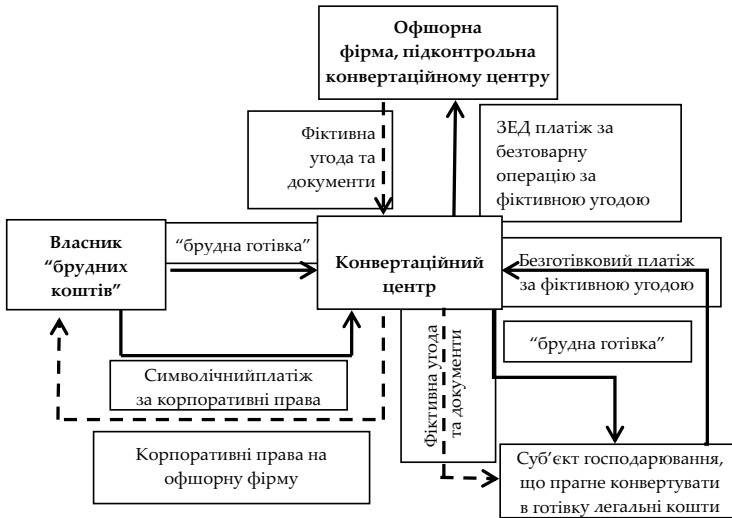 Офшорна
фірма, підконтрольна
конвертаційному центру
Фіктивна
угода та
документи
ЗЕД платіж за
безтоварну
операцію за
фіктивною угодою
Власник
“брудних
коштів”
“брудна готівка”
Конвертаційний
центр
Безготівковий платіж
за фіктивною угодою
Символічнийплатіж
за корпоративні права
Фіктивна угода
та документи
“брудна готівка”
Корпоративні права на
офшорну фірму
Суб’єкт господарювання,
що прагне конвертувати
в готівку легальні кошти